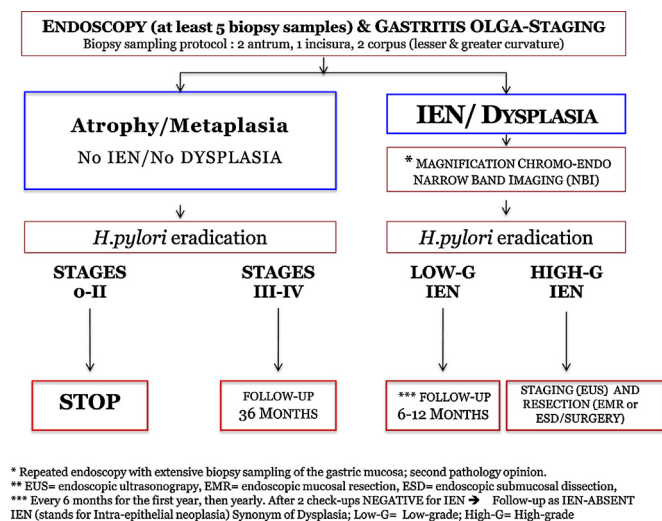 ENDOSCOPY (at least 5 biopsy samples) & GASTRITIS OLGA-STAGING
Biopsy sampling protocol : 2 antrum, 1 incisura, 2 corpus (lesser & greater curvature)
Atrophy/Metaplasia
No IEN/No DYSPLASIA
IEN/ DYSPLASIA
* MAGNIFICATION CHROMO-ENDO
NARROW BAND IMAGING (NBI)
H.pylori eradication
H.pylori eradication
STAGES
0-II
STAGES
III-IV
LOW-G
IEN
HIGH-G
IEN
STOP
FOLLOW-UP
36 MONTHS
*** FOLLOW-UP
6-12 MONTHS
STAGING (EUS) AND
RESECTION (EMR or
ESD/SURGERY)
* Repeated endoscopy with extensive biopsy sampling of the gastric mucosa; second pathology opinion.
** EUS= endoscopic ultrasonograpy, EMR= endoscopic mucosal resection, ESD= endoscopic submucosal dissection,
*** Every 6 months for the first year, then yearly. After 2 check-ups NEGATIVE for IEN → Follow-up as IEN-ABSENT
IEN (stands for Intra-epithelial neoplasia) Synonym of Dysplasia; Low-G= Low-grade; High-G= High-grade